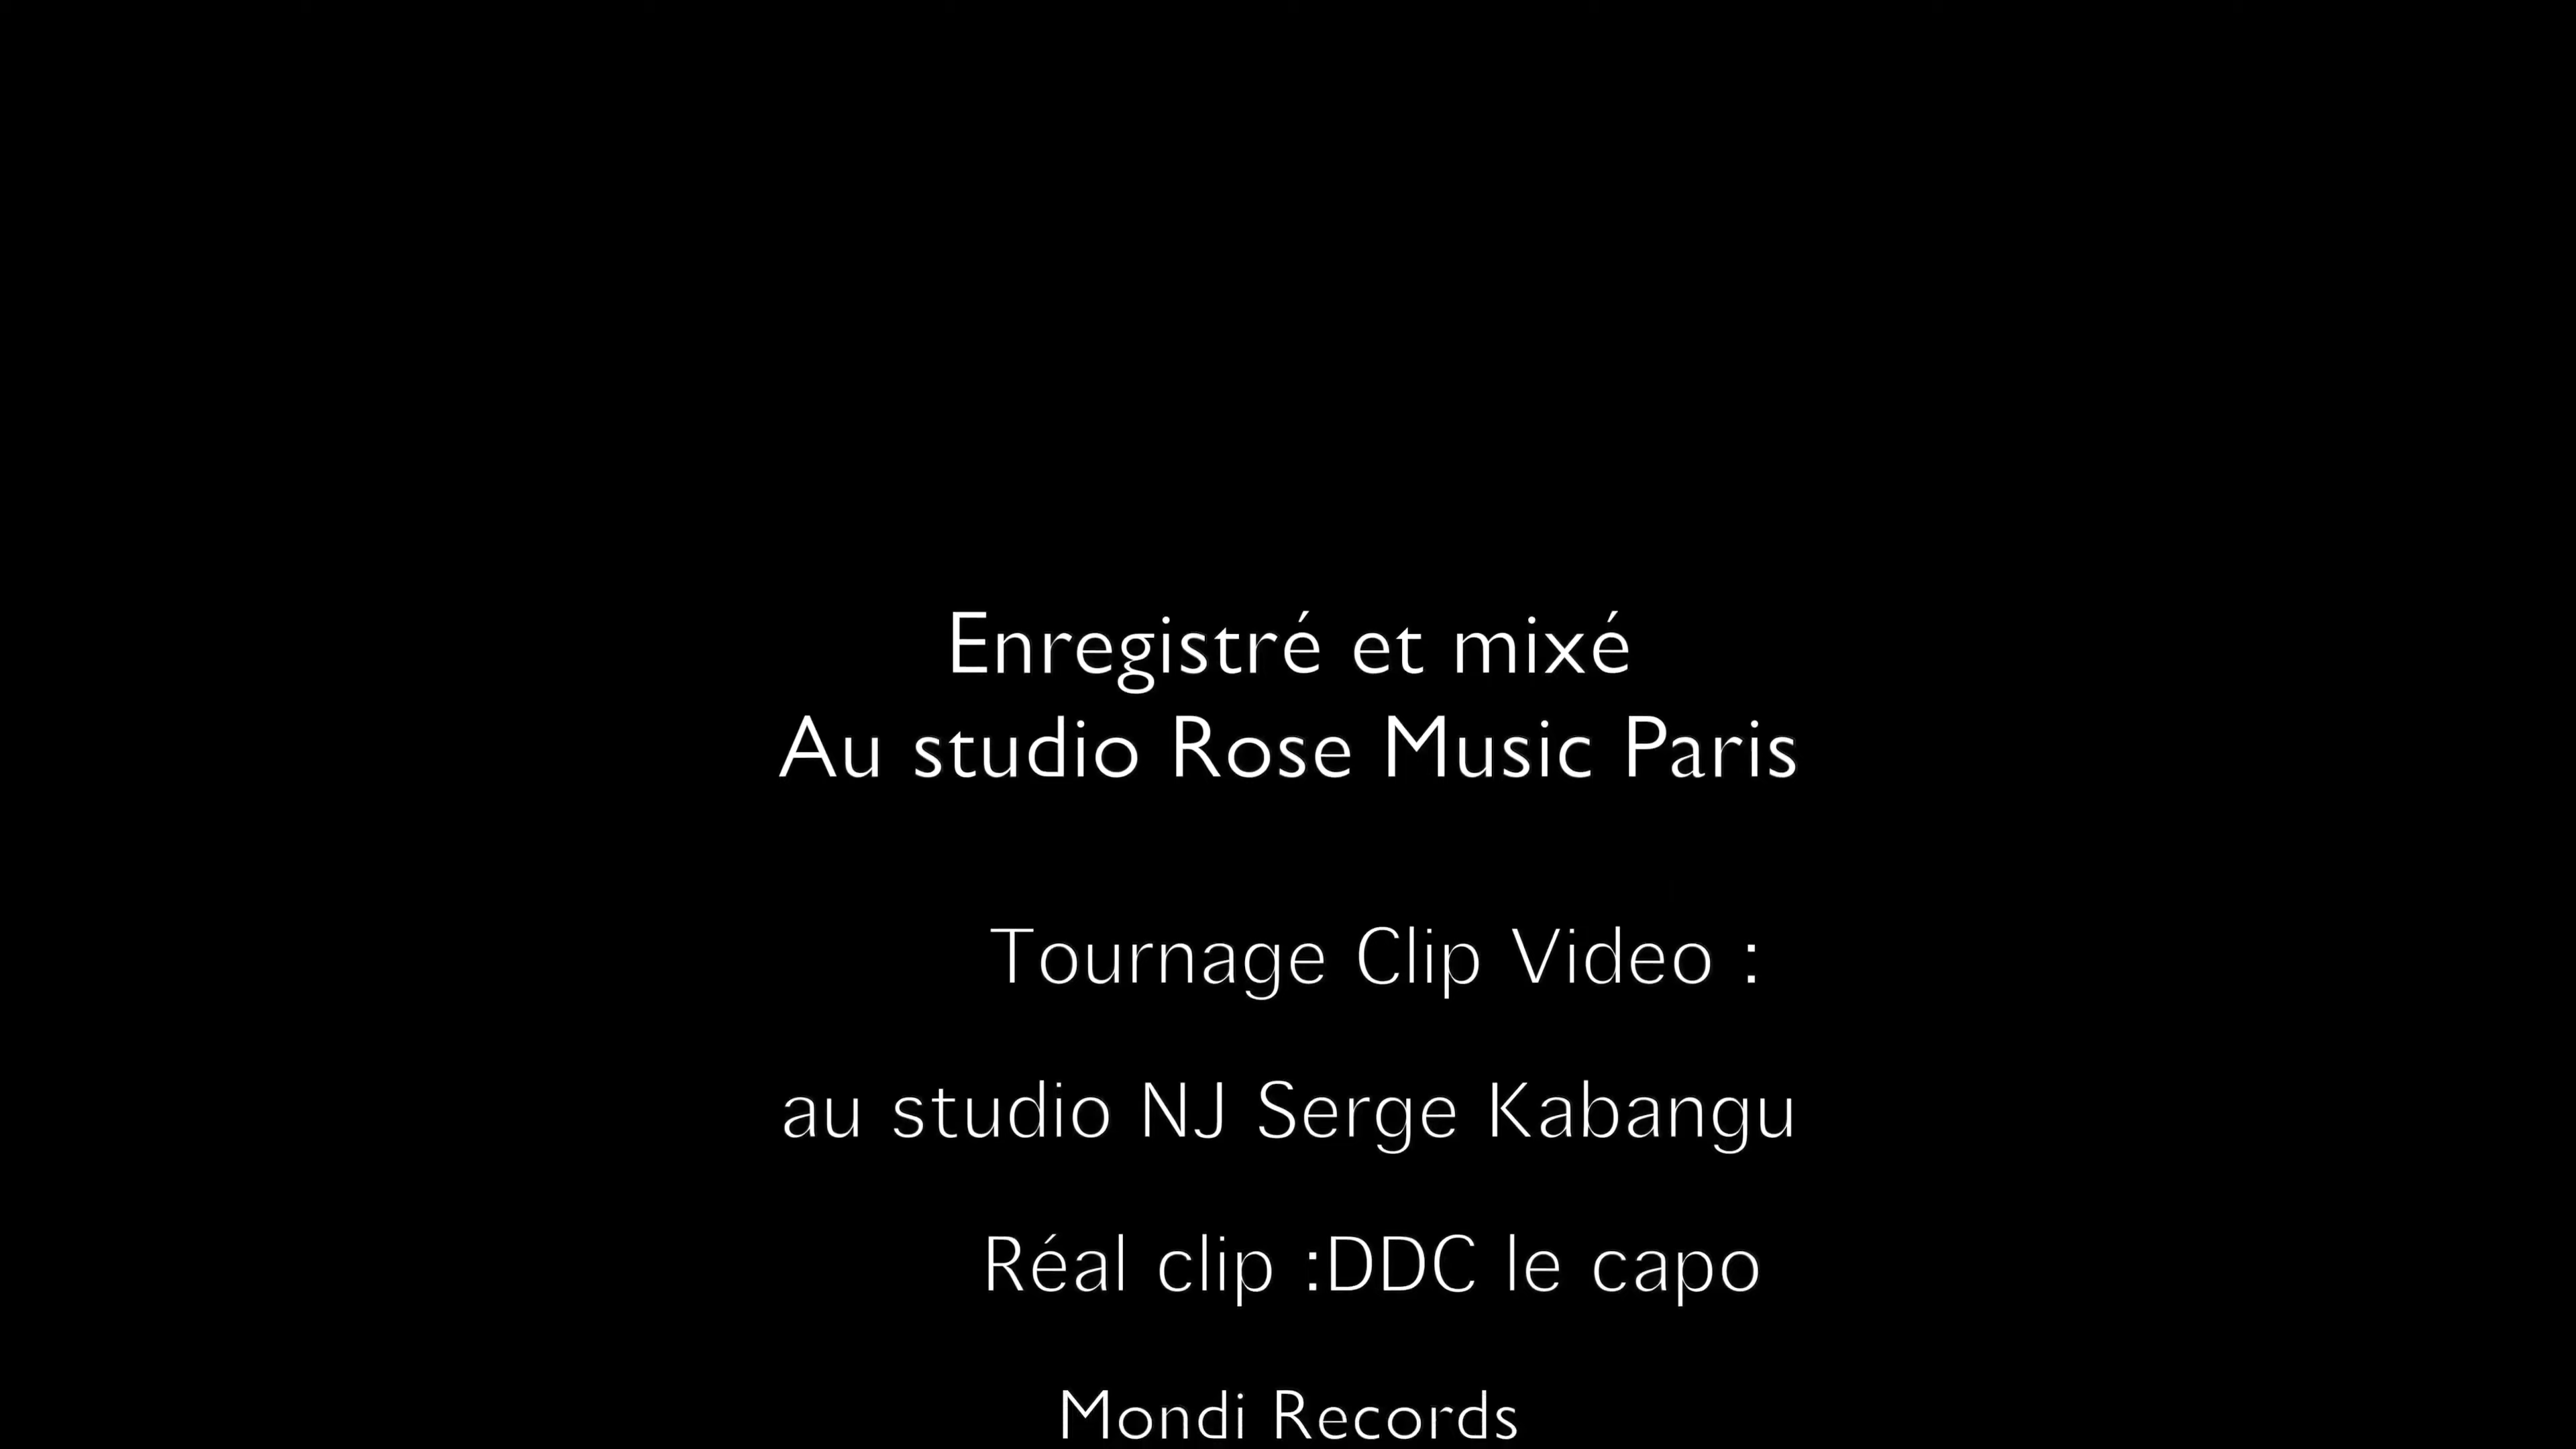 Enregistré et mixé
Au studio Rose Music Paris
Tournage Clip Video :
au studio NJ Serge Kabangu
Réal clip :DDC le capo
Mondi Records